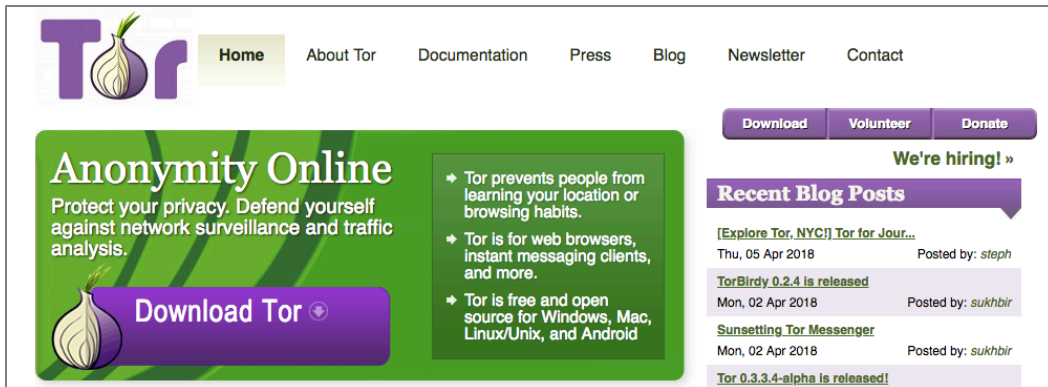 Tor
Home About Tor Documentation Press Blog Newsletter Contact
Download Volunteer Donate
We're hiring! »
Anonymity Online
Protect your privacy. Defend yourself
against network surveillance and traffic
analysis.
Download Tor
Tor prevents people from
learning your location or
browsing habits.
Tor is for web browsers,
instant messaging clients,
and more.
Tor is free and open
source for Windows, Mac,
Linux/Unix, and Android
Recent Blog Posts
[Explore Tor, NYC!] Tor for Jour...
Thu, 05 Apr 2018 Posted by: steph
TorBirdy 0.2.4 is released
Mon, 02 Apr 2018 Posted by: sukhbir
Sunsetting Tor Messenger
Mon, 02 Apr 2018 Posted by: sukhbir
Tor 0.3.3.4-alpha is released!